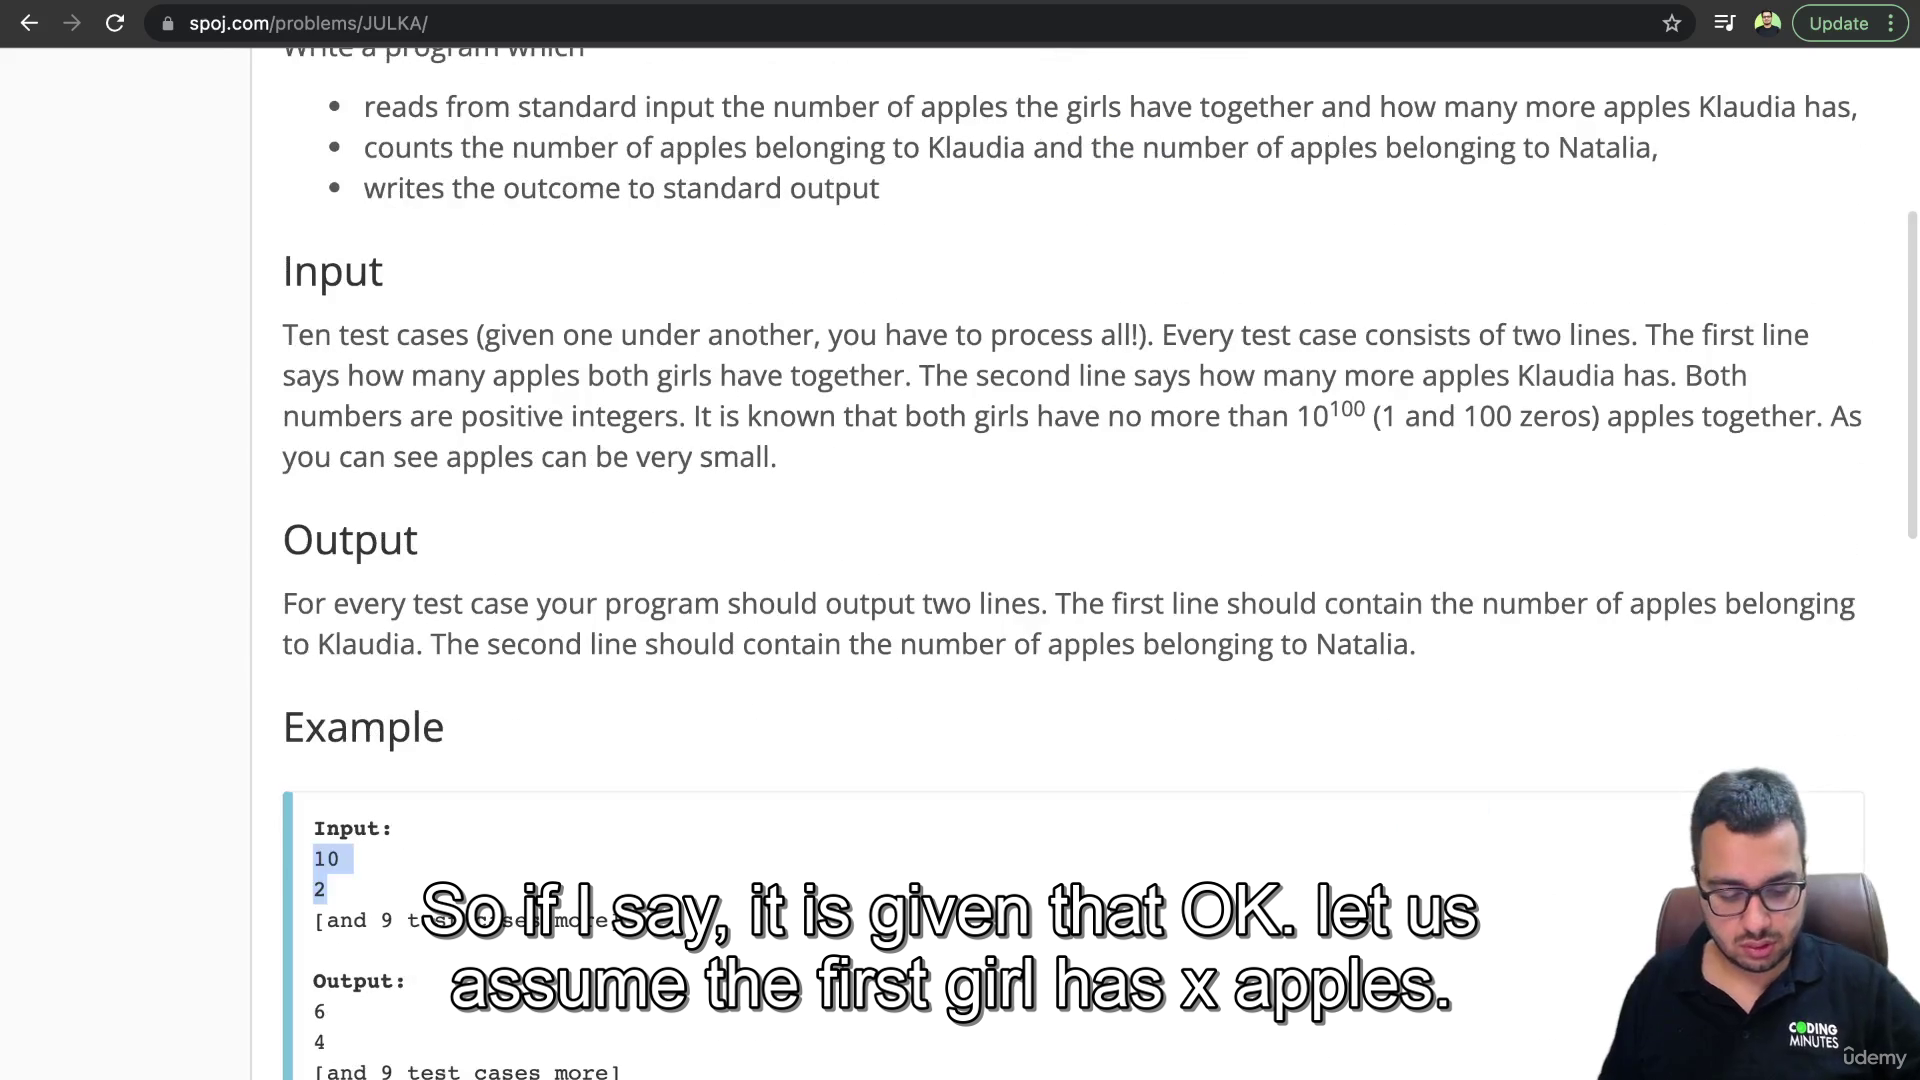 spoj.com/problems/JULKA/
Update
Write a program which
• reads from standard input the number of apples the girls have together and how many more apples Klaudia has,
• counts the number of apples belonging to Klaudia and the number of apples belonging to Natalia,
• writes the outcome to standard output
Input
Ten test cases (given one under another, you have to process all!). Every test case consists of two lines. The first line
says how many apples both girls have together. The second line says how many more apples Klaudia has. Both
numbers are positive integers. It is known that both girls have no more than 10^100 (1 and 100 zeros) apples together. As
you can see apples can be very small.
Output
For every test case your program should output two lines. The first line should contain the number of apples belonging
to Klaudia. The second line should contain the number of apples belonging to Natalia.
Example
Input:
10
2
[and 9 test cases more]
So if I say, it is given that OK. let us
assume the first girl has x apples.
Output:
6
4
[and 9 test cases more]
CODING
MINUTES
ûdemy